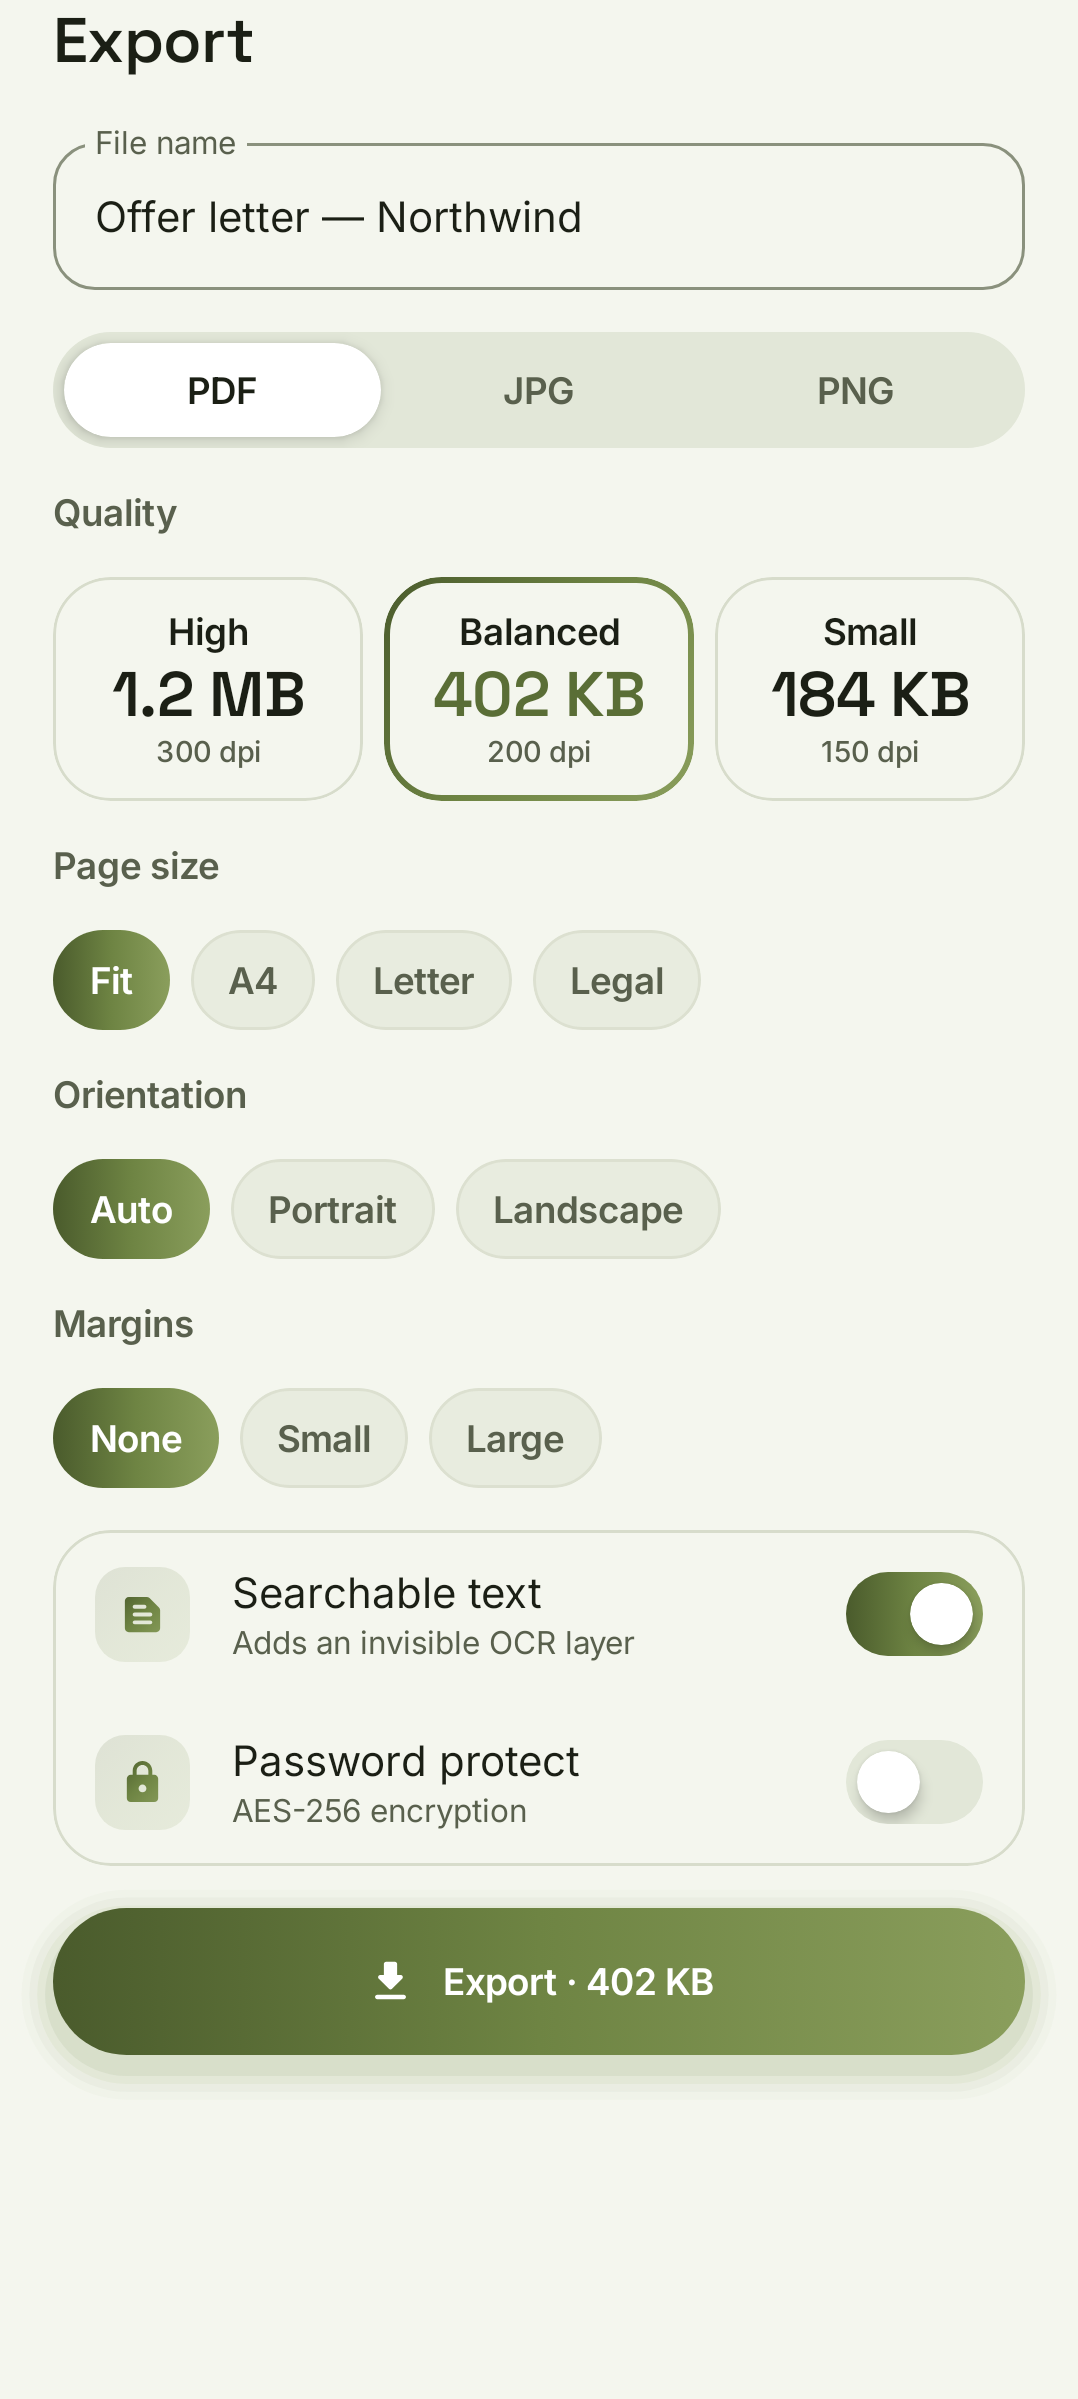 Export
File name
Offer letter — Northwind
PDF JPG PNG
Quality
High Balanced Small
1.2 MB 402 KB 184 KB
300 dpi 200 dpi 150 dpi
Page size
Fit A4 Letter Legal
Orientation
Auto Portrait Landscape
Margins
None Small Large
Searchable text
Adds an invisible OCR layer
Password protect
AES-256 encryption
Export · 402 KB